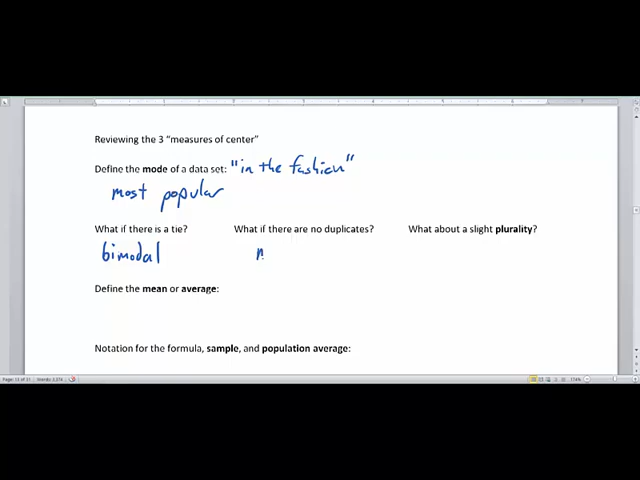 Reviewing the 3 “measures of center”
Define the mode of a data set: "in the fashion"
most popular
What if there is a tie? What if there are no duplicates? What about a slight plurality?
bimodal n
Define the mean or average:
Notation for the formula, sample, and population average: